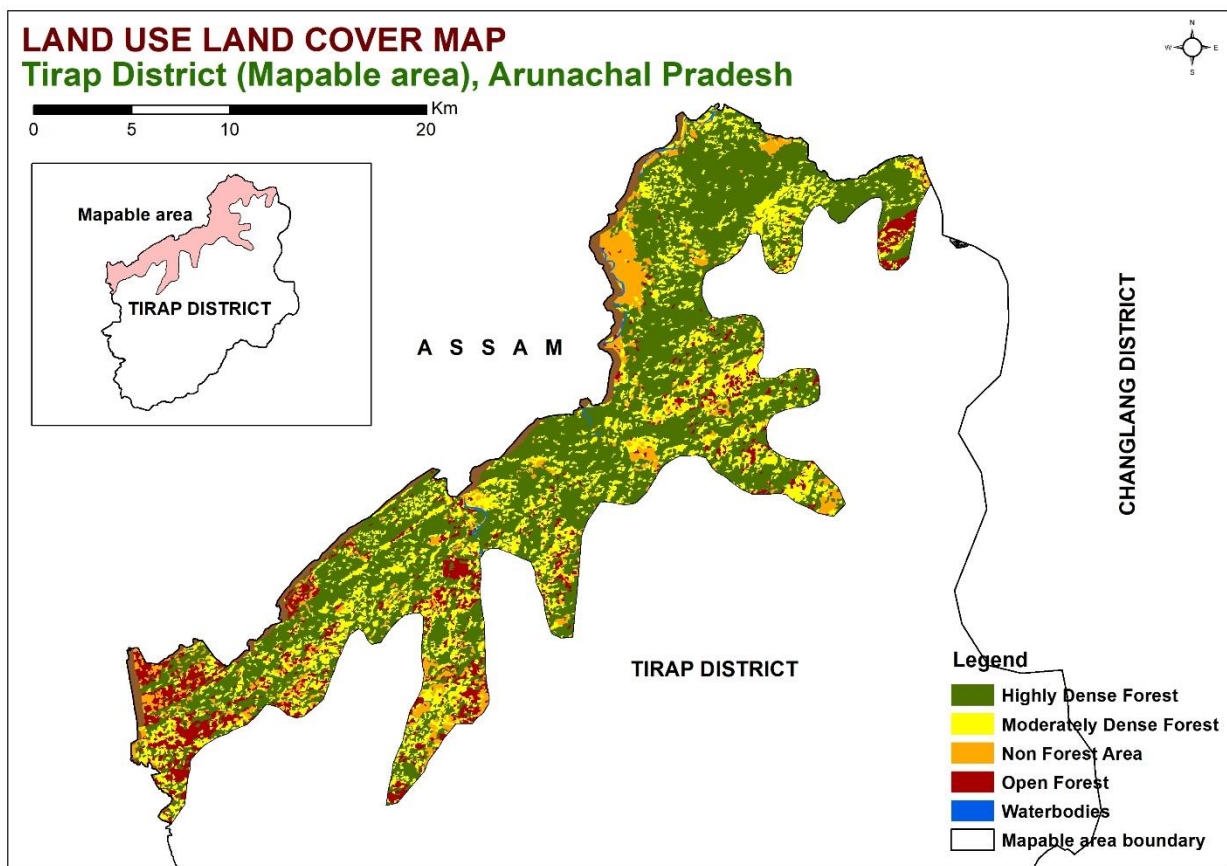 LAND USE LAND COVER MAP
Tirap District (Mapable area), Arunachal Pradesh
N
W E
S
Km
0 5 10 20
Mapable area
TIRAP DISTRICT
A S S A M
CHANGLANG DISTRICT
TIRAP DISTRICT
Legend
Highly Dense Forest
Moderately Dense Forest
Non Forest Area
Open Forest
Waterbodies
Mapable area boundary